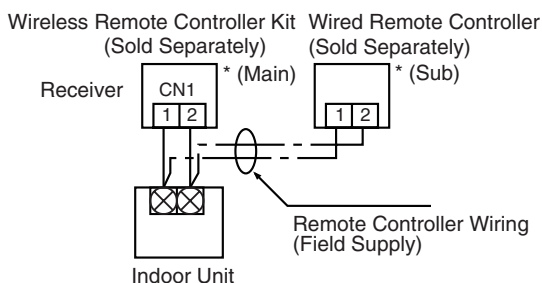 Wireless Remote Controller Kit
(Sold Separately)
Wired Remote Controller
(Sold Separately)
* (Main)
* (Sub)
Receiver
CN1
1 2
1 2
Remote Controller Wiring
(Field Supply)
Indoor Unit